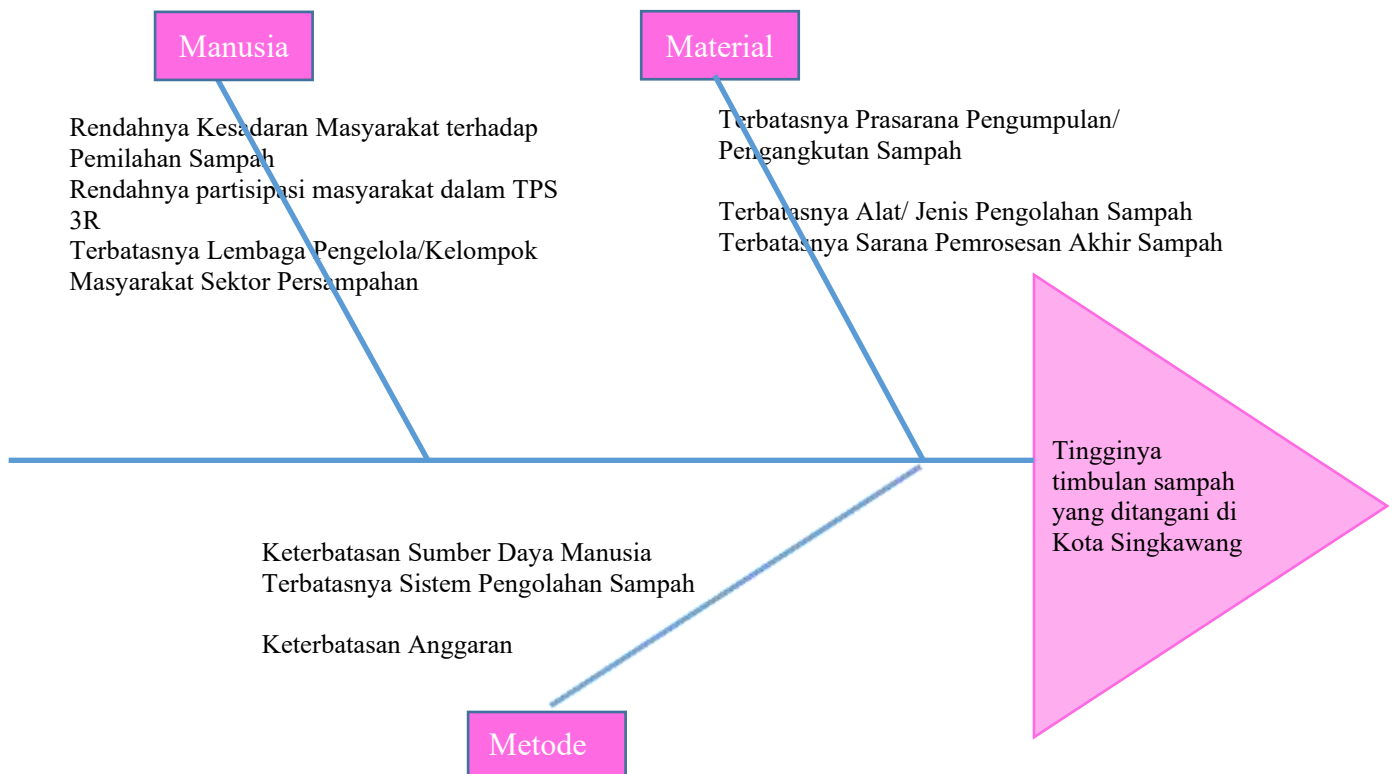 Manusia
Material
Rendahnya Kesadaran Masyarakat terhadap
Pemilahan Sampah
Rendahnya partisipasi masyarakat dalam TPS
3R
Terbatasnya Lembaga Pengelola/Kelompok
Masyarakat Sektor Persampahan
Terbatasnya Prasarana Pengumpulan/
Pengangkutan Sampah
Terbatasnya Alat/ Jenis Pengolahan Sampah
Terbatasnya Sarana Pemrosesan Akhir Sampah
Tingginya
timbulan sampah
yang ditangani di
Kota Singkawang
Keterbatasan Sumber Daya Manusia
Terbatasnya Sistem Pengolahan Sampah
Keterbatasan Anggaran
Metode